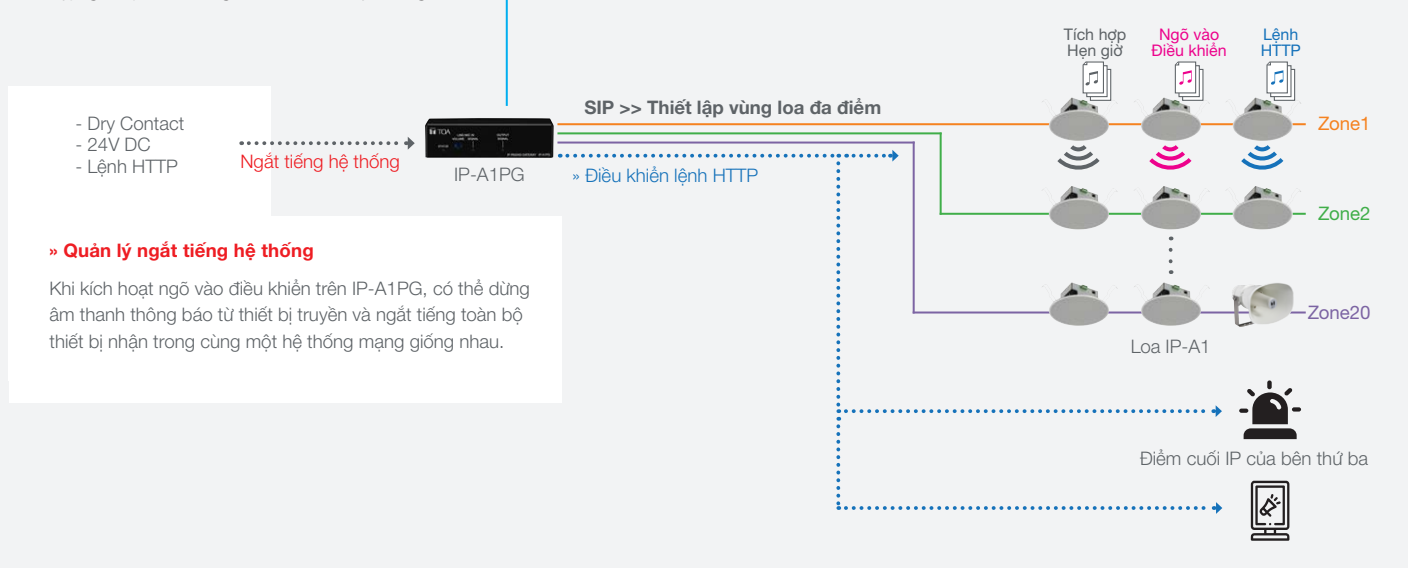 Tích hợp
Hẹn giờ
Ngõ vào
Điều khiển
Lệnh
HTTP
- Dry Contact
- 24V DC
- Lệnh HTTP
Ngắt tiếng hệ thống
TOA
IP-A1PG
SIP >> Thiết lập vùng loa đa điểm
» Điều khiển lệnh HTTP
Zone1
Zone2
Zone20
Loa IP-A1
» Quản lý ngắt tiếng hệ thống
Khi kích hoạt ngõ vào điều khiển trên IP-A1PG, có thể dừng
âm thanh thông báo từ thiết bị truyền và ngắt tiếng toàn bộ
thiết bị nhận trong cùng một hệ thống mạng giống nhau.
Điểm cuối IP của bên thứ ba